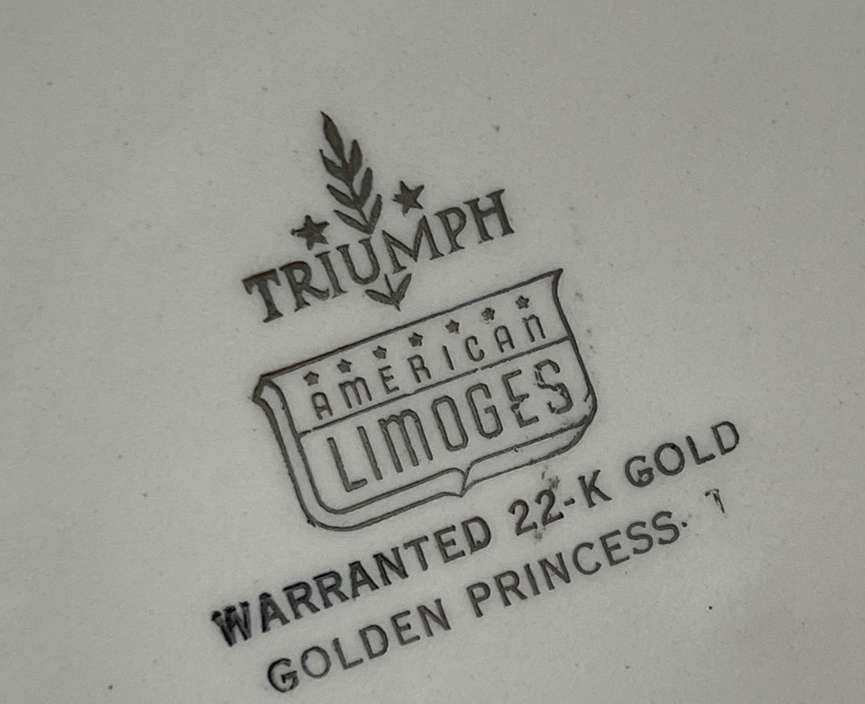 TRIUMPH
AMERICAN
LIMOGES
WARRANTED 22-K GOLD
GOLDEN PRINCESS.